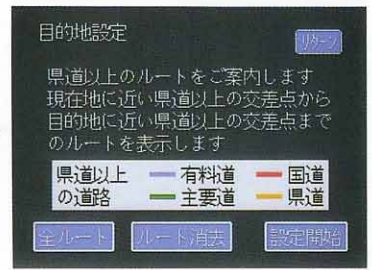 目的地設定
リターン
県道以上のルートをご案内します
現在地に近い県道以上の交差点から
目的地に近い県道以上の交差点まで
のルートを表示します
県道以上 有料道 国道
の道路 主要道 県道
全ルート ルート消去 設定開始